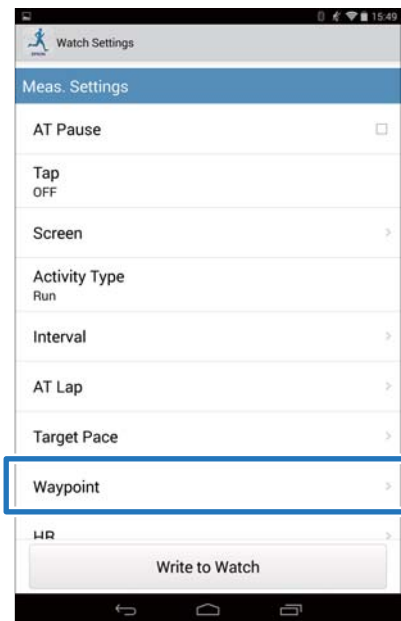 15:49
Watch Settings
Meas. Settings
AT Pause
Tap
OFF
Screen
Activity Type
Run
Interval
AT Lap
Target Pace
Waypoint
HR
Write to Watch